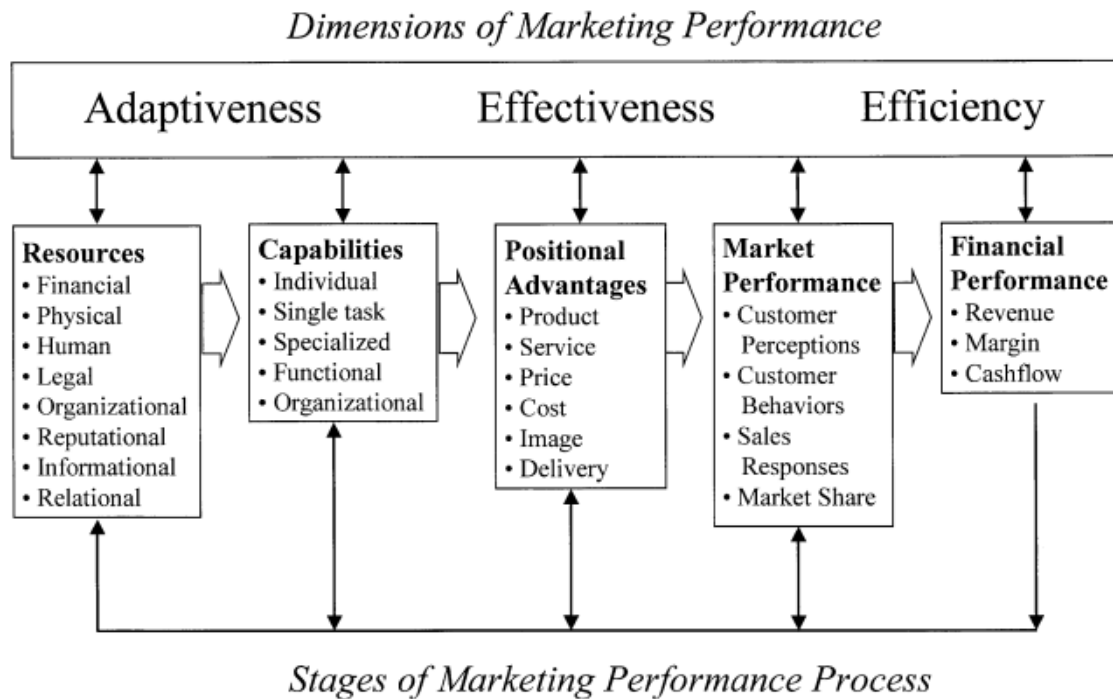 Dimensions of Marketing Performance
Adaptiveness Effectiveness Efficiency
Resources
• Financial
• Physical
• Human
• Legal
• Organizational
• Reputational
• Informational
• Relational
Capabilities
• Individual
• Single task
• Specialized
• Functional
• Organizational
Positional
Advantages
• Product
• Service
• Price
• Cost
• Image
• Delivery
Market
Performance
• Customer
Perceptions
• Customer
Behaviors
• Sales
Responses
• Market Share
Financial
Performance
• Revenue
• Margin
• Cashflow
Stages of Marketing Performance Process